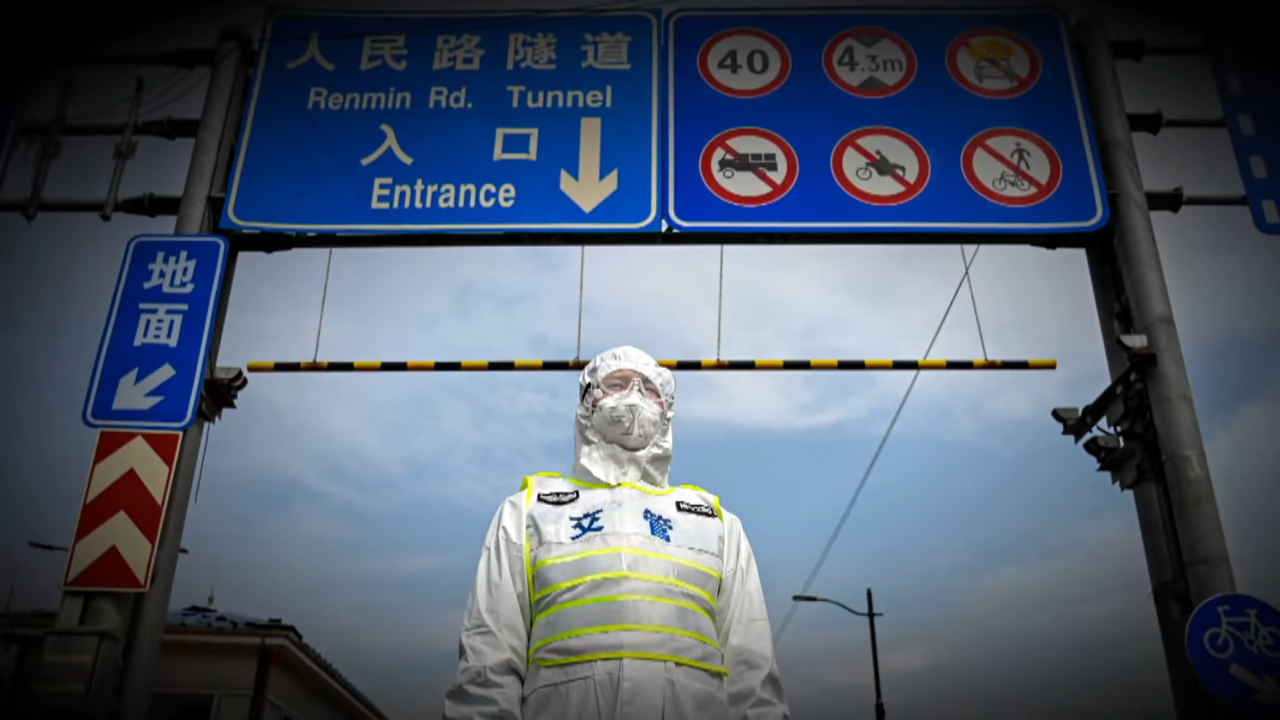 人民路隧道
Renmin Rd. Tunnel
入口
Entrance
40
4.3m
地
面
交管